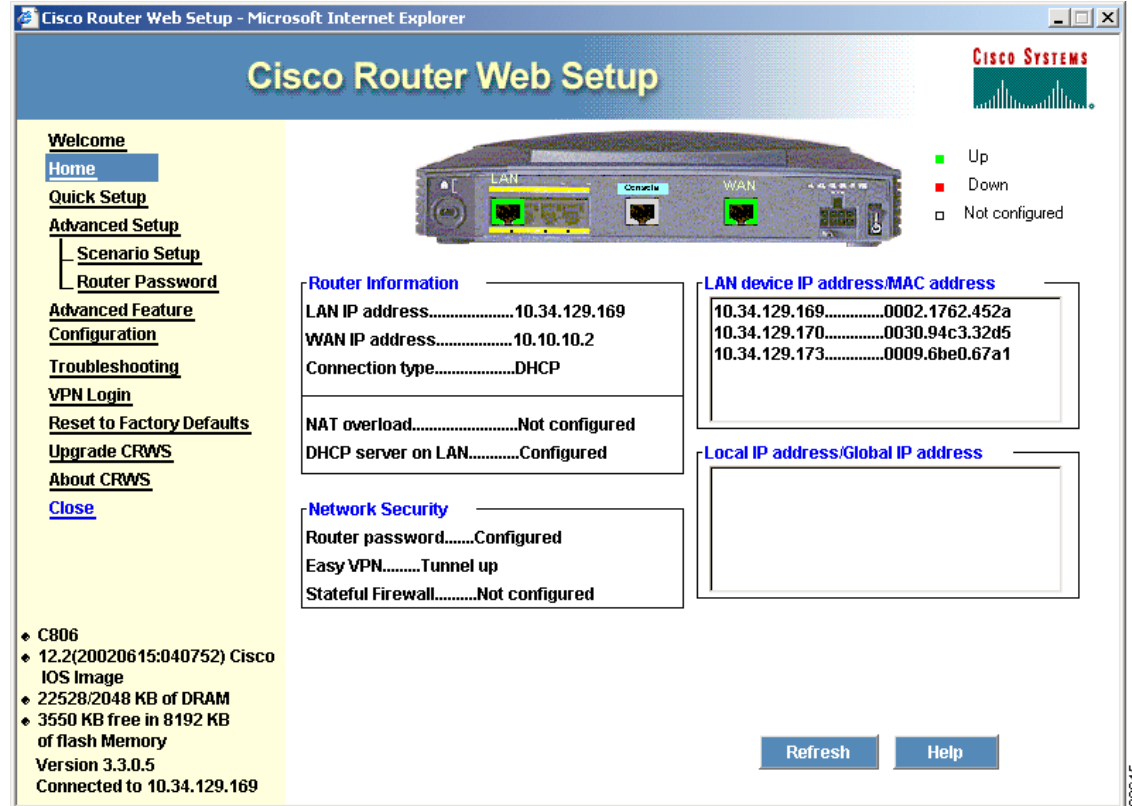 Cisco Router Web Setup - Microsoft Internet Explorer
Cisco Router Web Setup
CISCO SYSTEMS
Welcome
Home
Quick Setup
Advanced Setup
Scenario Setup
Router Password
Advanced Feature
Configuration
Troubleshooting
VPN Login
Reset to Factory Defaults
Upgrade CRWS
About CRWS
Close
C806
12.2(20020615:040752) Cisco
IOS Image
22528/2048 KB of DRAM
3550 KB free in 8192 KB
of flash Memory
Version 3.3.0.5
Connected to 10.34.129.169
LAN
Console
WAN
Up
Down
Not configured
Router Information
LAN IP address....................10.34.129.169
WAN IP address..................10.10.10.2
Connection type...................DHCP
NAT overload.........................Not configured
DHCP server on LAN............Configured
Network Security
Router password.......Configured
Easy VPN.........Tunnel up
Stateful Firewall..........Not configured
LAN device IP address/MAC address
10.34.129.169..............0002.1762.452a
10.34.129.170..............0030.94c3.32d5
10.34.129.173..............0009.6be0.67a1
Local IP address/Global IP address
Refresh
Help